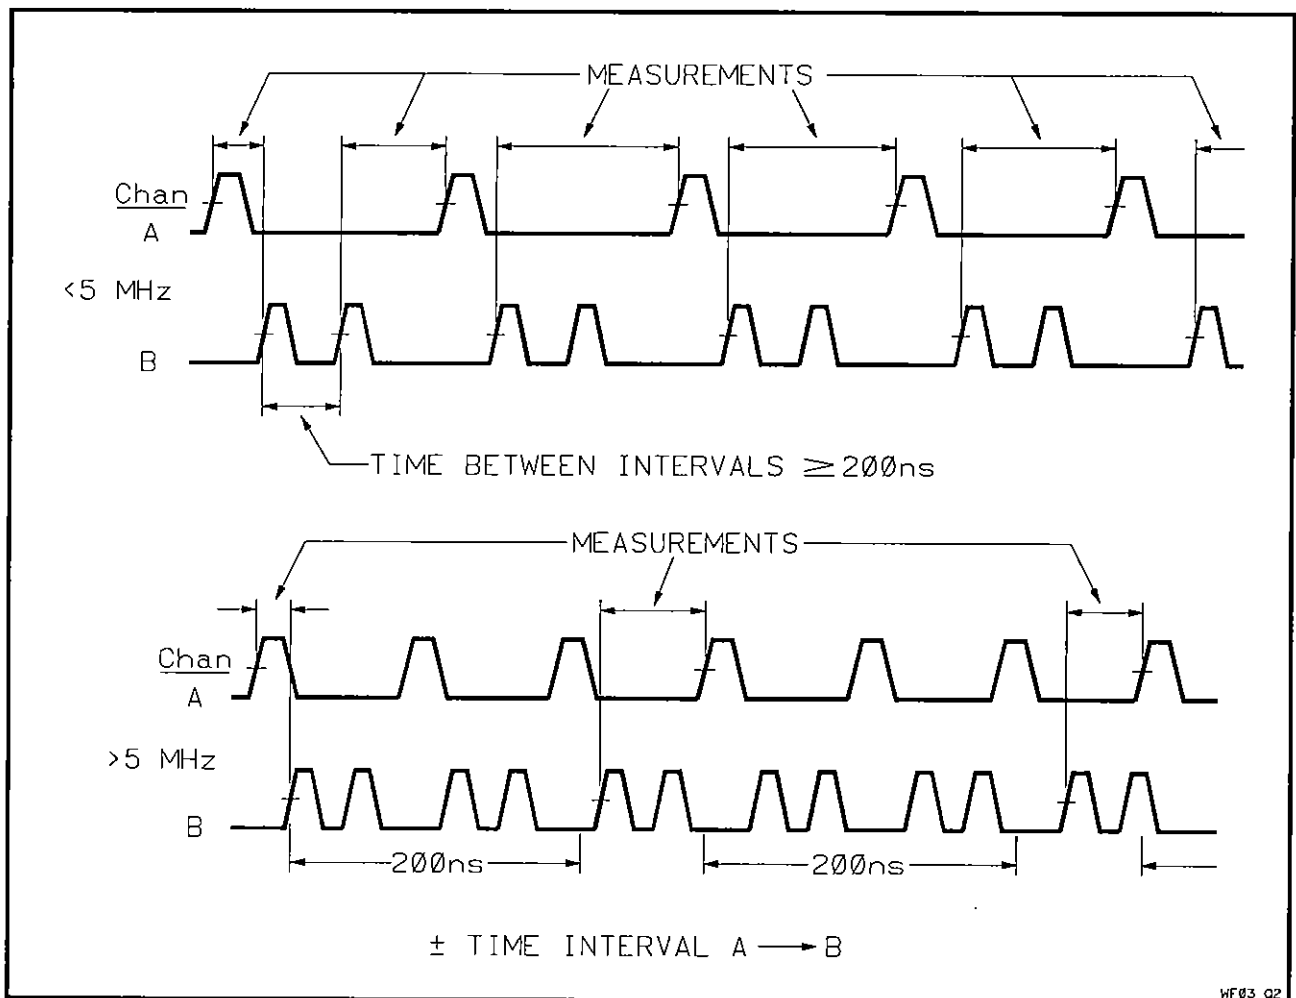 MEASUREMENTS
Chan
A
<5 MHz
B
TIME BETWEEN INTERVALS ≥200ns
MEASUREMENTS
Chan
A
>5 MHz
B
200ns
200ns
± TIME INTERVAL A → B
WF03 02